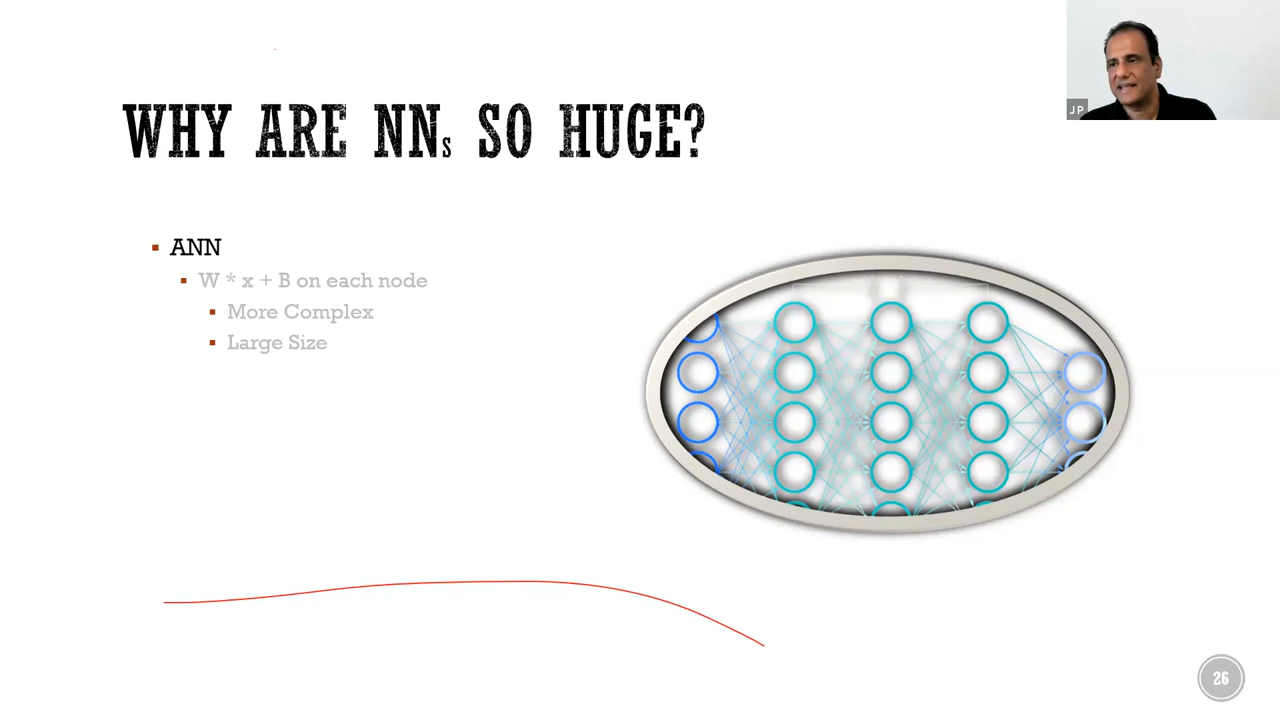 JP
WHY ARE NNs SO HUGE?
ANN
W * x + B on each node
More Complex
Large Size
26